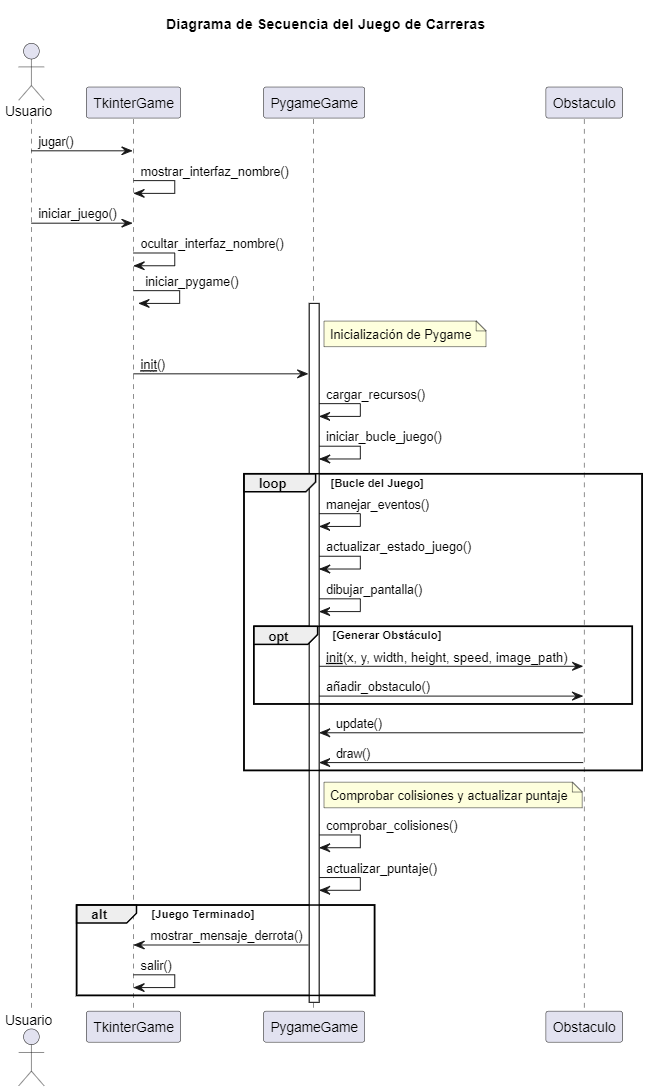 Diagrama de Secuencia del Juego de Carreras
Usuario
TkinterGame
PygameGame
Obstaculo
jugar()
mostrar_interfaz_nombre()
iniciar_juego()
ocultar_interfaz_nombre()
iniciar_pygame()
Inicialización de Pygame
init()
cargar_recursos()
iniciar_bucle_juego()
loop
[Bucle del Juego]
manejar_eventos()
actualizar_estado_juego()
dibujar_pantalla()
opt
[Generar Obstáculo]
init(x, y, width, height, speed, image_path)
añadir_obstaculo()
update()
draw()
Comprobar colisiones y actualizar puntaje
comprobar_colisiones()
actualizar_puntaje()
alt
[Juego Terminado]
mostrar_mensaje_derrota()
salir()
Usuario
TkinterGame
PygameGame
Obstaculo